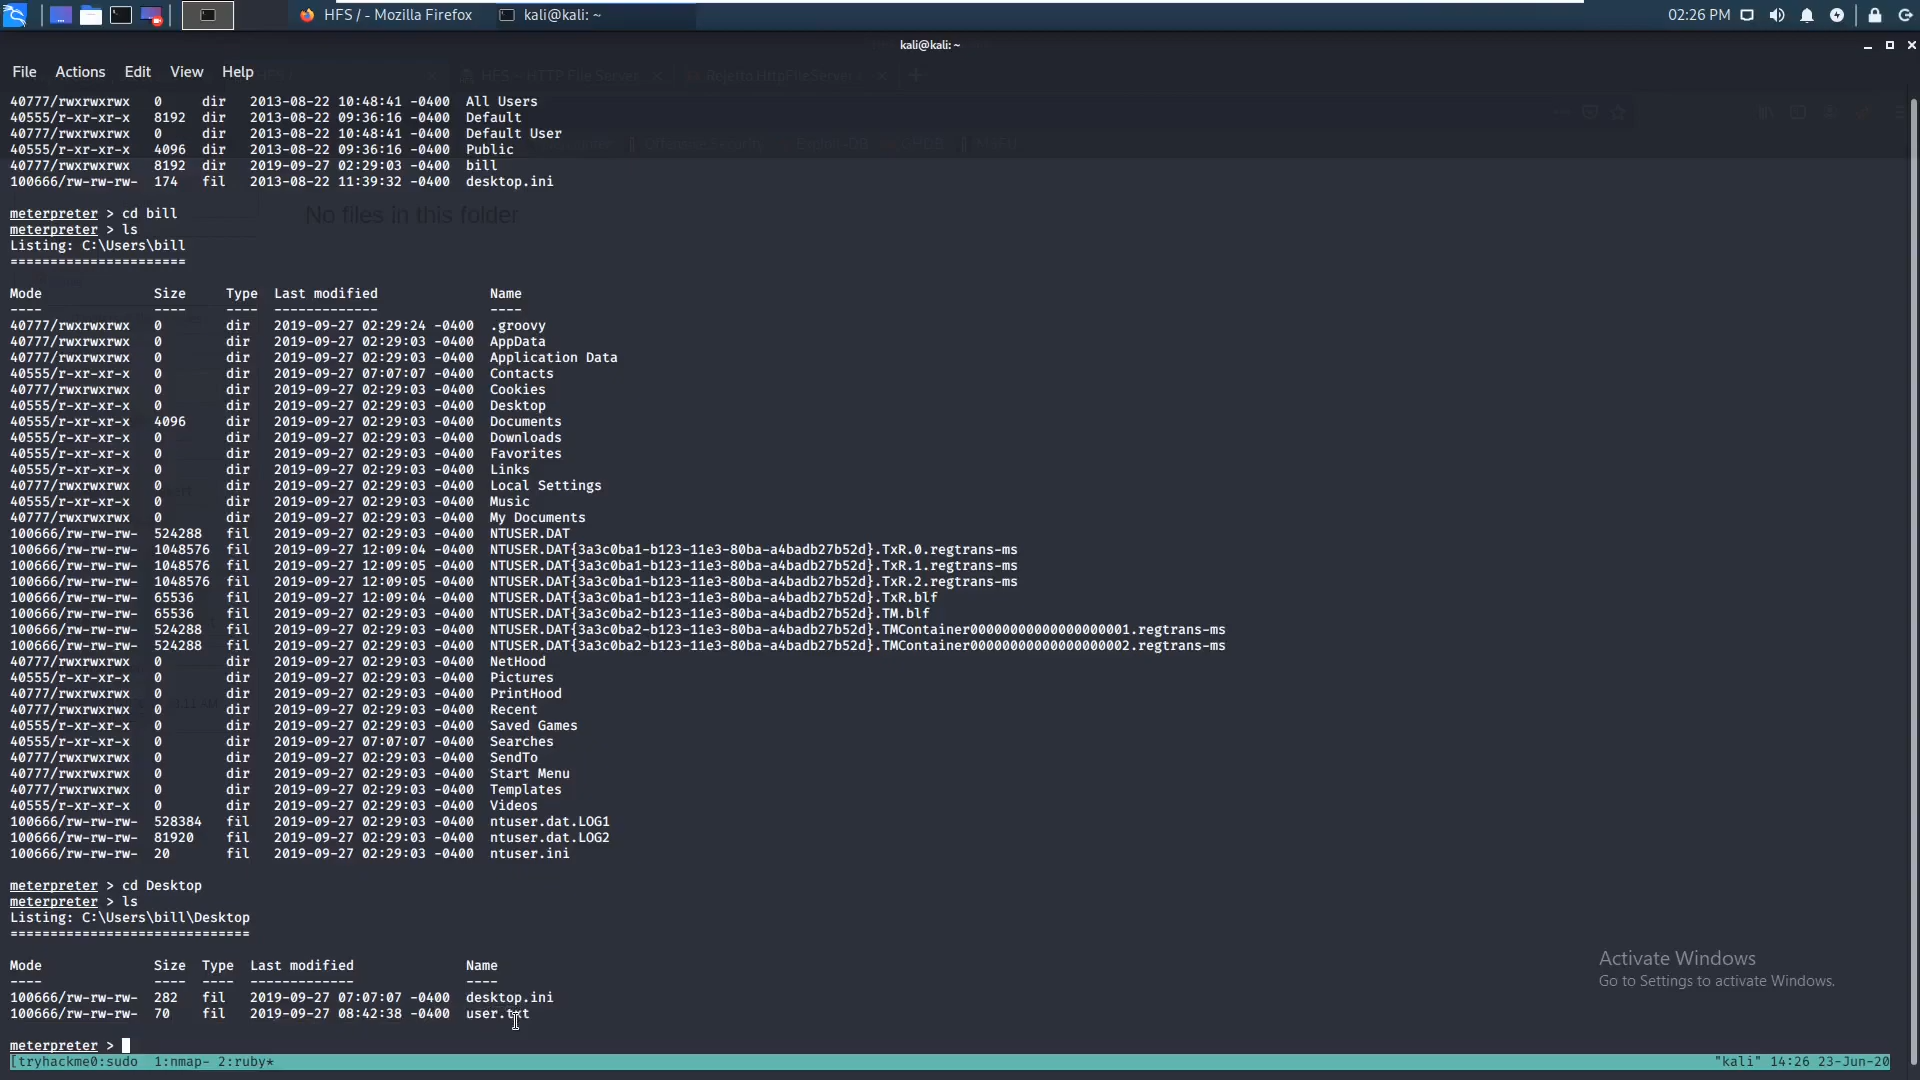 HFS / - Mozilla Firefox
kali@kali: ~
02:26 PM
kali@kali: ~
File Actions Edit View Help
HFS ~ HTTP File Server
Rejetto HttpFileServer
40777/rwxrwxrwx 0 dir 2013-08-22 10:48:41 -0400 All Users
40555/r-xr-xr-x 8192 dir 2013-08-22 09:36:16 -0400 Default
40777/rwxrwxrwx 0 dir 2013-08-22 10:48:41 -0400 Default User
40555/r-xr-xr-x 4096 dir 2013-08-22 09:36:16 -0400 Public
40777/rwxrwxrwx 8192 dir 2019-09-27 02:29:03 -0400 bill
100666/rw-rw-rw- 174 fil 2013-08-22 11:39:32 -0400 desktop.ini
meterpreter > cd bill
No files in this folder
meterpreter > ls
Listing: C:\Users\bill
======================
Mode Size Type Last modified Name
---- ---- ---- ------------- ----
40777/rwxrwxrwx 0 dir 2019-09-27 02:29:24 -0400 .groovy
40777/rwxrwxrwx 0 dir 2019-09-27 02:29:03 -0400 AppData
40777/rwxrwxrwx 0 dir 2019-09-27 02:29:03 -0400 Application Data
40555/r-xr-xr-x 0 dir 2019-09-27 07:07:07 -0400 Contacts
40777/rwxrwxrwx 0 dir 2019-09-27 02:29:03 -0400 Cookies
40555/r-xr-xr-x 0 dir 2019-09-27 02:29:03 -0400 Desktop
40555/r-xr-xr-x 4096 dir 2019-09-27 02:29:03 -0400 Documents
40555/r-xr-xr-x 0 dir 2019-09-27 02:29:03 -0400 Downloads
40555/r-xr-xr-x 0 dir 2019-09-27 02:29:03 -0400 Favorites
40555/r-xr-xr-x 0 dir 2019-09-27 02:29:03 -0400 Links
40777/rwxrwxrwx 0 dir 2019-09-27 02:29:03 -0400 Local Settings
40555/r-xr-xr-x 0 dir 2019-09-27 02:29:03 -0400 Music
40777/rwxrwxrwx 0 dir 2019-09-27 02:29:03 -0400 My Documents
100666/rw-rw-rw- 524288 fil 2019-09-27 02:29:03 -0400 NTUSER.DAT
100666/rw-rw-rw- 1048576 fil 2019-09-27 12:09:04 -0400 NTUSER.DAT{3a3c0ba1-b123-11e3-80ba-a4badb27b52d}.TxR.0.regtrans-ms
100666/rw-rw-rw- 1048576 fil 2019-09-27 12:09:05 -0400 NTUSER.DAT{3a3c0ba1-b123-11e3-80ba-a4badb27b52d}.TxR.1.regtrans-ms
100666/rw-rw-rw- 1048576 fil 2019-09-27 12:09:05 -0400 NTUSER.DAT{3a3c0ba1-b123-11e3-80ba-a4badb27b52d}.TxR.2.regtrans-ms
100666/rw-rw-rw- 65536 fil 2019-09-27 12:09:04 -0400 NTUSER.DAT{3a3c0ba1-b123-11e3-80ba-a4badb27b52d}.TxR.blf
100666/rw-rw-rw- 65536 fil 2019-09-27 02:29:03 -0400 NTUSER.DAT{3a3c0ba2-b123-11e3-80ba-a4badb27b52d}.TM.blf
100666/rw-rw-rw- 524288 fil 2019-09-27 02:29:03 -0400 NTUSER.DAT{3a3c0ba2-b123-11e3-80ba-a4badb27b52d}.TMContainer00000000000000000001.regtrans-ms
100666/rw-rw-rw- 524288 fil 2019-09-27 02:29:03 -0400 NTUSER.DAT{3a3c0ba2-b123-11e3-80ba-a4badb27b52d}.TMContainer00000000000000000002.regtrans-ms
40777/rwxrwxrwx 0 dir 2019-09-27 02:29:03 -0400 NetHood
40555/r-xr-xr-x 0 dir 2019-09-27 02:29:03 -0400 Pictures
40777/rwxrwxrwx 0 dir 2019-09-27 02:29:03 -0400 PrintHood
40777/rwxrwxrwx 0 dir 2019-09-27 02:29:03 -0400 Recent
40555/r-xr-xr-x 0 dir 2019-09-27 02:29:03 -0400 Saved Games
40555/r-xr-xr-x 0 dir 2019-09-27 07:07:07 -0400 Searches
40777/rwxrwxrwx 0 dir 2019-09-27 02:29:03 -0400 SendTo
40777/rwxrwxrwx 0 dir 2019-09-27 02:29:03 -0400 Start Menu
40777/rwxrwxrwx 0 dir 2019-09-27 02:29:03 -0400 Templates
40555/r-xr-xr-x 0 dir 2019-09-27 02:29:03 -0400 Videos
100666/rw-rw-rw- 528384 fil 2019-09-27 02:29:03 -0400 ntuser.dat.LOG1
100666/rw-rw-rw- 81920 fil 2019-09-27 02:29:03 -0400 ntuser.dat.LOG2
100666/rw-rw-rw- 20 fil 2019-09-27 02:29:03 -0400 ntuser.ini
meterpreter > cd Desktop
meterpreter > ls
Listing: C:\Users\bill\Desktop
==============================
Mode Size Type Last modified Name
---- ---- ---- ------------- ----
100666/rw-rw-rw- 282 fil 2019-09-27 07:07:07 -0400 desktop.ini
100666/rw-rw-rw- 70 fil 2019-09-27 08:42:38 -0400 user.txt
Activate Windows
Go to Settings to activate Windows.
meterpreter >
[tryhackme0:sudo 1:nmap- 2:ruby* "kali" 14:26 23-Jun-20